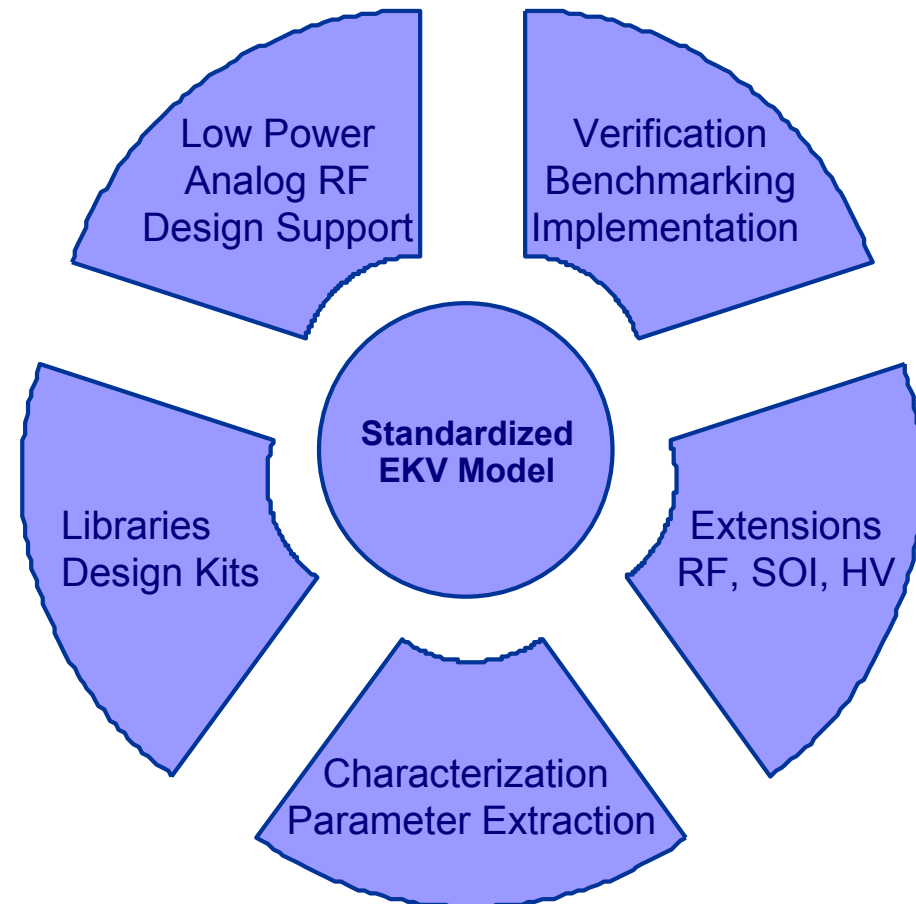 Low Power
Analog RF
Design Support
Verification
Benchmarking
Implementation
Standardized
EKV Model
Libraries
Design Kits
Extensions
RF, SOI, HV
Characterization
Parameter Extraction